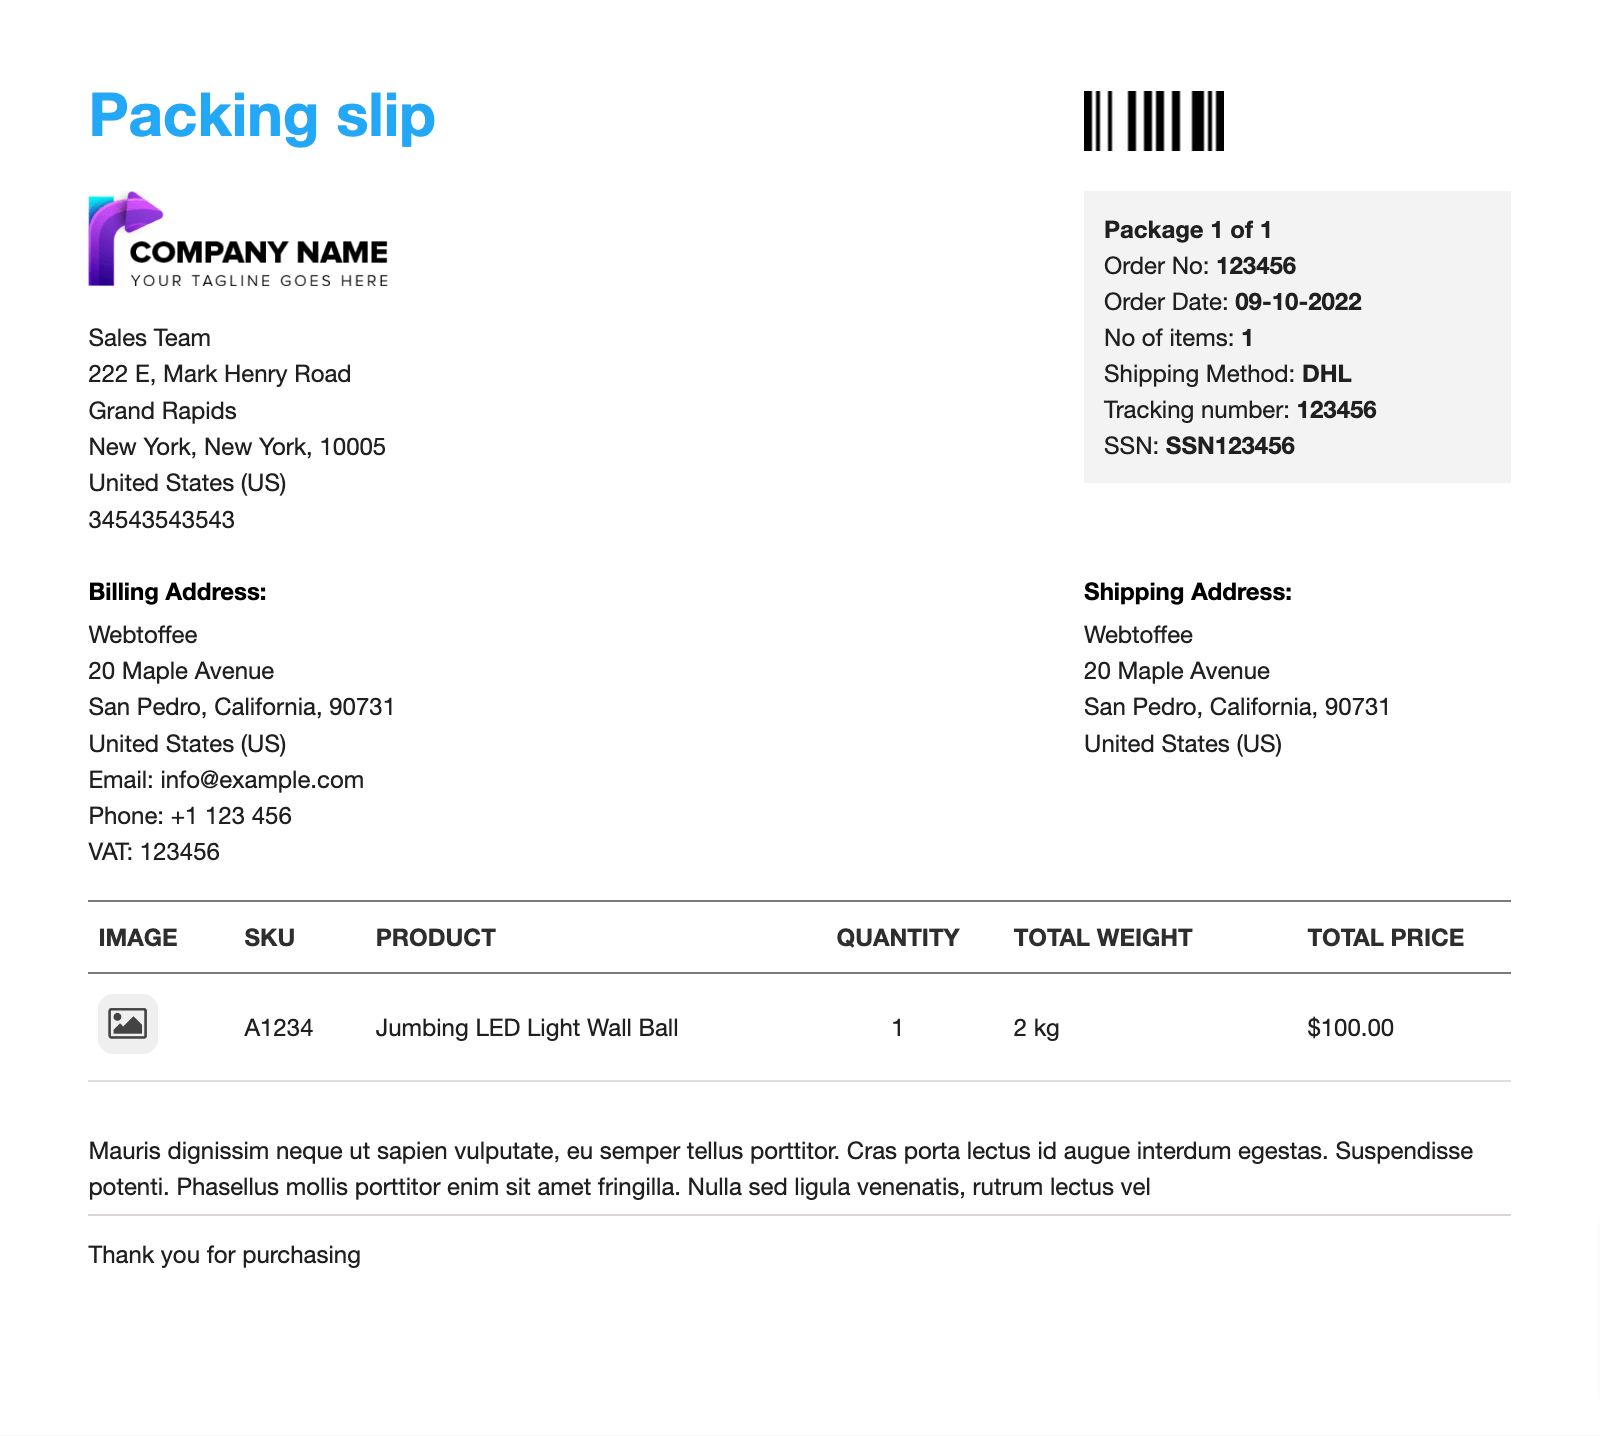 Packing slip
COMPANY NAME
YOUR TAGLINE GOES HERE
Package 1 of 1
Order No: 123456
Order Date: 09-10-2022
No of items: 1
Shipping Method: DHL
Tracking number: 123456
SSN: SSN123456
Sales Team
222 E, Mark Henry Road
Grand Rapids
New York, New York, 10005
United States (US)
34543543543
Billing Address:
Webtoffee
20 Maple Avenue
San Pedro, California, 90731
United States (US)
Email: info@example.com
Phone: +1 123 456
VAT: 123456
Shipping Address:
Webtoffee
20 Maple Avenue
San Pedro, California, 90731
United States (US)
IMAGE SKU PRODUCT QUANTITY TOTAL WEIGHT TOTAL PRICE
A1234 Jumbing LED Light Wall Ball 1 2 kg $100.00
Mauris dignissim neque ut sapien vulputate, eu semper tellus porttitor. Cras porta lectus id augue interdum egestas. Suspendisse
potenti. Phasellus mollis porttitor enim sit amet fringilla. Nulla sed ligula venenatis, rutrum lectus vel
Thank you for purchasing